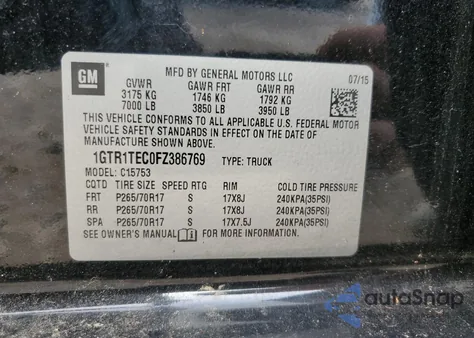 GM
MFD BY GENERAL MOTORS LLC 07/15
GVWR GAWR FRT GAWR RR
3175 KG 1746 KG 1792 KG
7000 LB 3850 LB 3950 LB
THIS VEHICLE CONFORMS TO ALL APPLICABLE U.S. FEDERAL MOTOR
VEHICLE SAFETY STANDARDS IN EFFECT ON THE DATE OF
MANUFACTURE SHOWN ABOVE.
1GTR1TEC0FZ386769 TYPE: TRUCK
MODEL: C15753
CQTD TIRE SIZE SPEED RTG RIM COLD TIRE PRESSURE
FRT P265/70R17 S 17X8J 240KPA(35PSI)
RR P265/70R17 S 17X8J 240KPA(35PSI)
SPA P265/70R17 S 17X7.5J 240KPA(35PSI)
SEE OWNER'S MANUAL FOR MORE INFORMATION
autoSnap